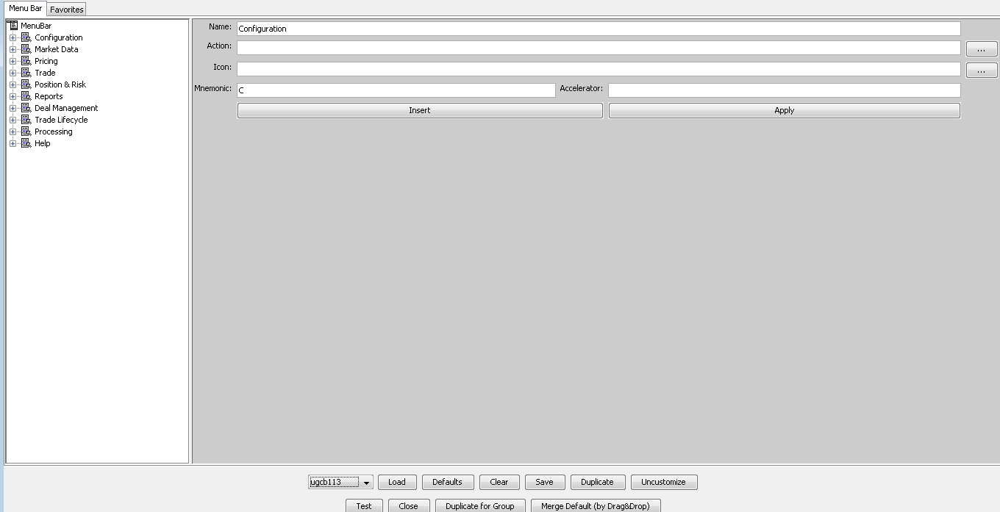 Menu Bar Favorites
MenuBar
Configuration
Market Data
Pricing
Trade
Position & Risk
Reports
Deal Management
Trade Lifecycle
Processing
Help
Name: Configuration
Action: ...
Icon: ...
Mnemonic: C Accelerator:
Insert Apply
ugcb113 Load Defaults Clear Save Duplicate Uncustomize
Test Close Duplicate for Group Merge Default (by Drag&Drop)